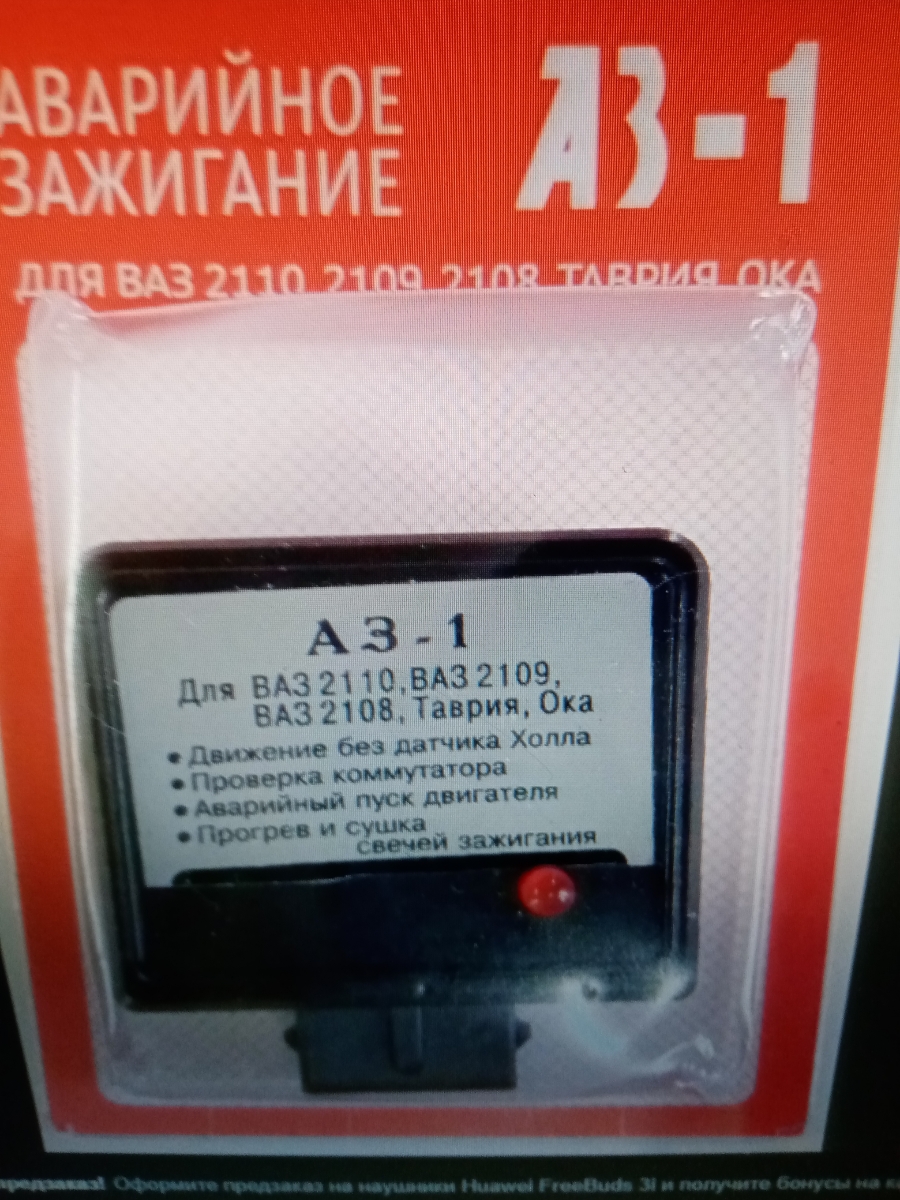 АВАРИЙНОЕ
ЗАЖИГАНИЕ
АЗ-1
ДЛЯ ВАЗ 2110, 2109, 2108, ТАВРИЯ, ОКА
АЗ-1
Для ВАЗ 2110, ВАЗ 2109,
ВАЗ 2108, Таврия, Ока
• Движение без датчика Холла
• Проверка коммутатора
• Аварийный пуск двигателя
• Прогрев и сушка
свечей зажигания
предзаказ! Оформите предзаказ на наушники Huawei FreeBuds 3i и получите бонусы на